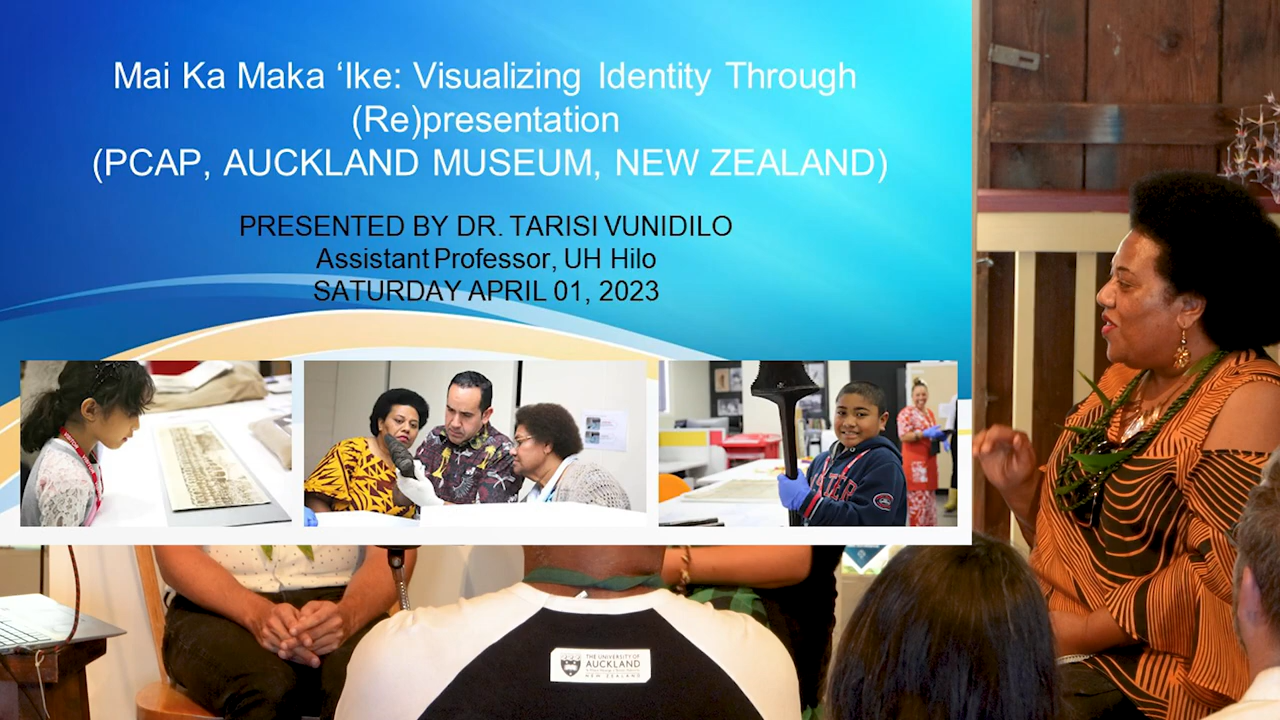 Mai Ka Maka ‘Ike: Visualizing Identity Through
(Re)presentation
(PCAP, AUCKLAND MUSEUM, NEW ZEALAND)
PRESENTED BY DR. TARISI VUNIDILO
Assistant Professor, UH Hilo
SATURDAY APRIL 01, 2023
THE UNIVERSITY OF
AUCKLAND
NEW ZEALAND